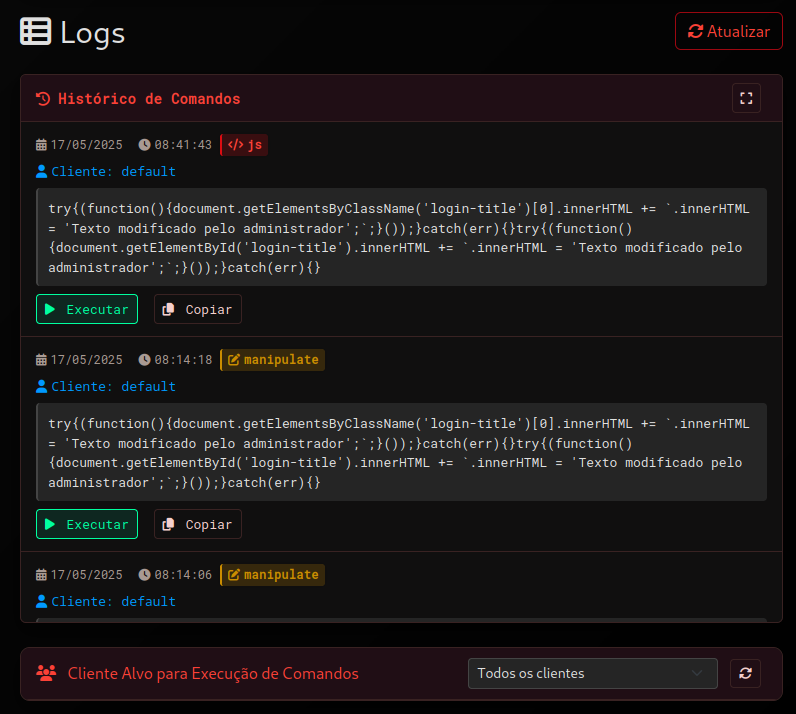 Logs
Atualizar
Histórico de Comandos
17/05/2025 08:41:43 </> js
Cliente: default
try{(function(){document.getElementsByClassName('login-title')[0].innerHTML += `.innerHTML
= 'Texto modificado pelo administrador';`;}());}catch(err){}try{(function()
{document.getElementById('login-title').innerHTML += `.innerHTML = 'Texto modificado pelo
administrador';`;}());}catch(err){}
Executar Copiar
17/05/2025 08:14:18 manipulate
Cliente: default
try{(function(){document.getElementsByClassName('login-title')[0].innerHTML += `.innerHTML
= 'Texto modificado pelo administrador';`;}());}catch(err){}try{(function()
{document.getElementById('login-title').innerHTML += `.innerHTML = 'Texto modificado pelo
administrador';`;}());}catch(err){}
Executar Copiar
17/05/2025 08:14:06 manipulate
Cliente: default
Cliente Alvo para Execução de Comandos Todos os clientes